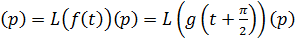 (p) = L(f(t))(p) = L(g(t + π/2))(p)